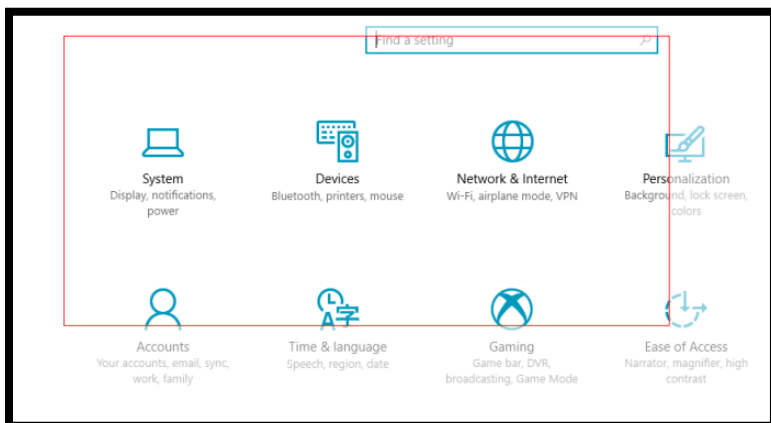 Find a setting
System
Display, notifications,
power
Devices
Bluetooth, printers, mouse
Network & Internet
Wi-Fi, airplane mode, VPN
Personalization
Background, lock screen,
colors
Accounts
Your accounts, email, sync,
work, family
Time & language
Speech, region, date
Gaming
Game bar, DVR,
broadcasting, Game Mode
Ease of Access
Narrator, magnifier, high
contrast